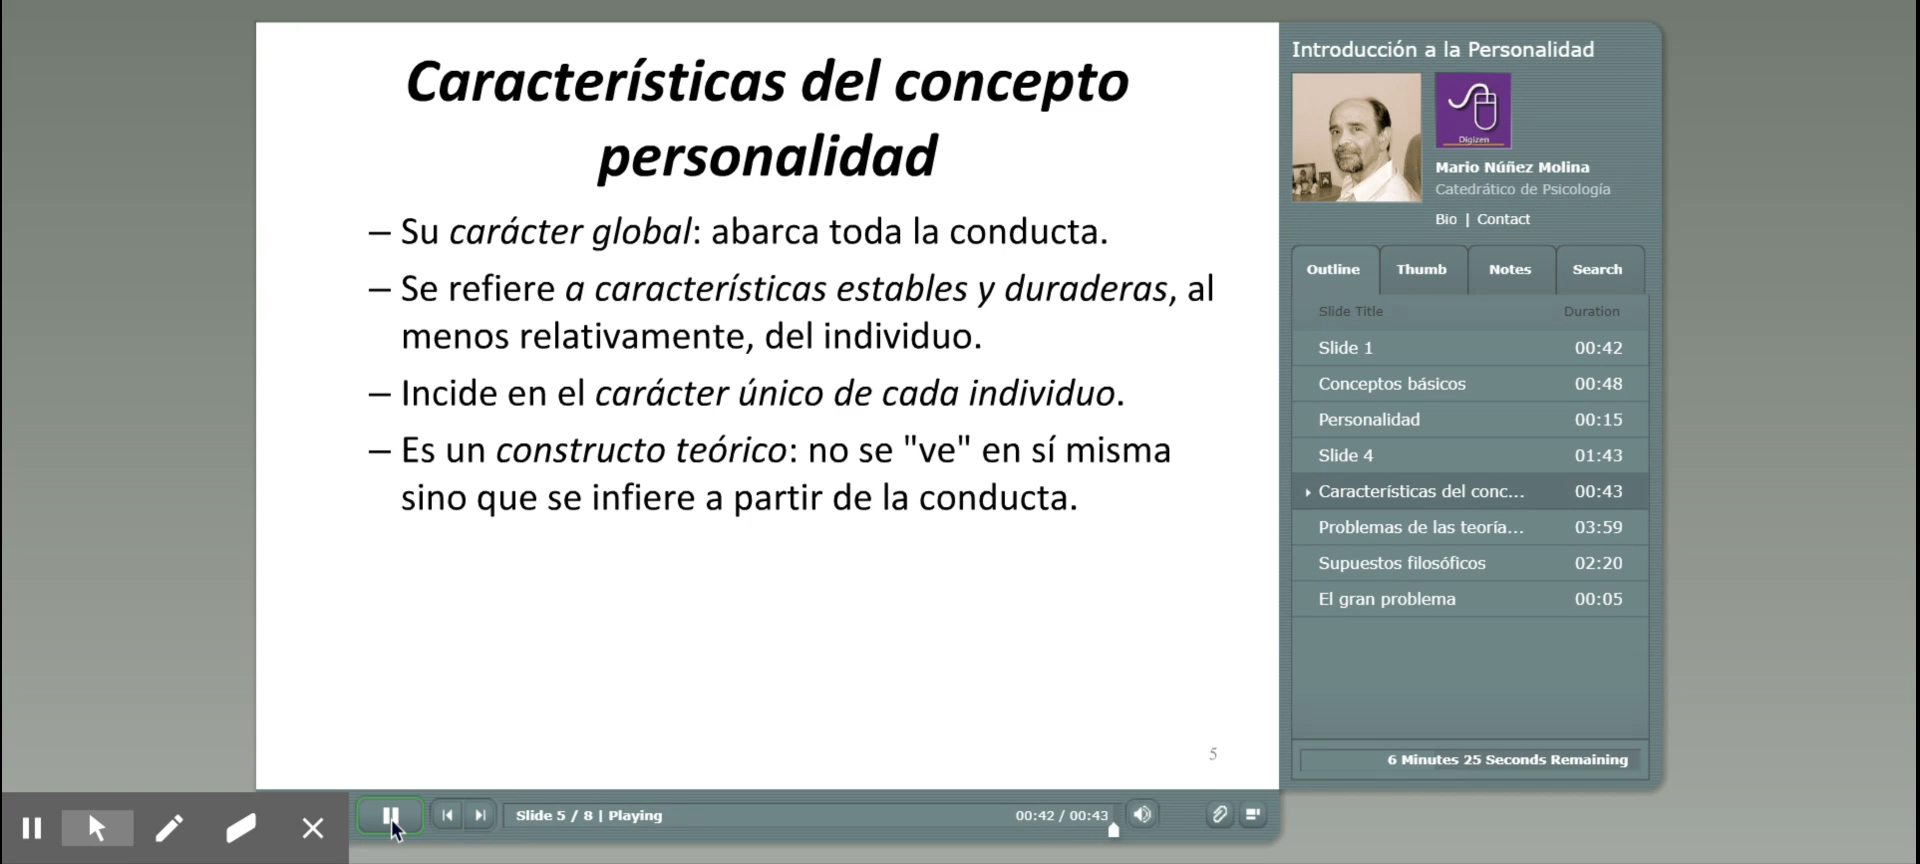 Características del concepto
personalidad
– Su carácter global: abarca toda la conducta.
– Se refiere a características estables y duraderas, al
menos relativamente, del individuo.
– Incide en el carácter único de cada individuo.
– Es un constructo teórico: no se "ve" en sí misma
sino que se infiere a partir de la conducta.
5
Introducción a la Personalidad
Digizen
Mario Núñez Molina
Catedrático de Psicología
Bio | Contact
Outline Thumb Notes Search
Slide Title Duration
Slide 1 00:42
Conceptos básicos 00:48
Personalidad 00:15
Slide 4 01:43
Características del conc... 00:43
Problemas de las teoría... 03:59
Supuestos filosóficos 02:20
El gran problema 00:05
6 Minutes 25 Seconds Remaining
Slide 5 / 8 | Playing 00:42 / 00:43